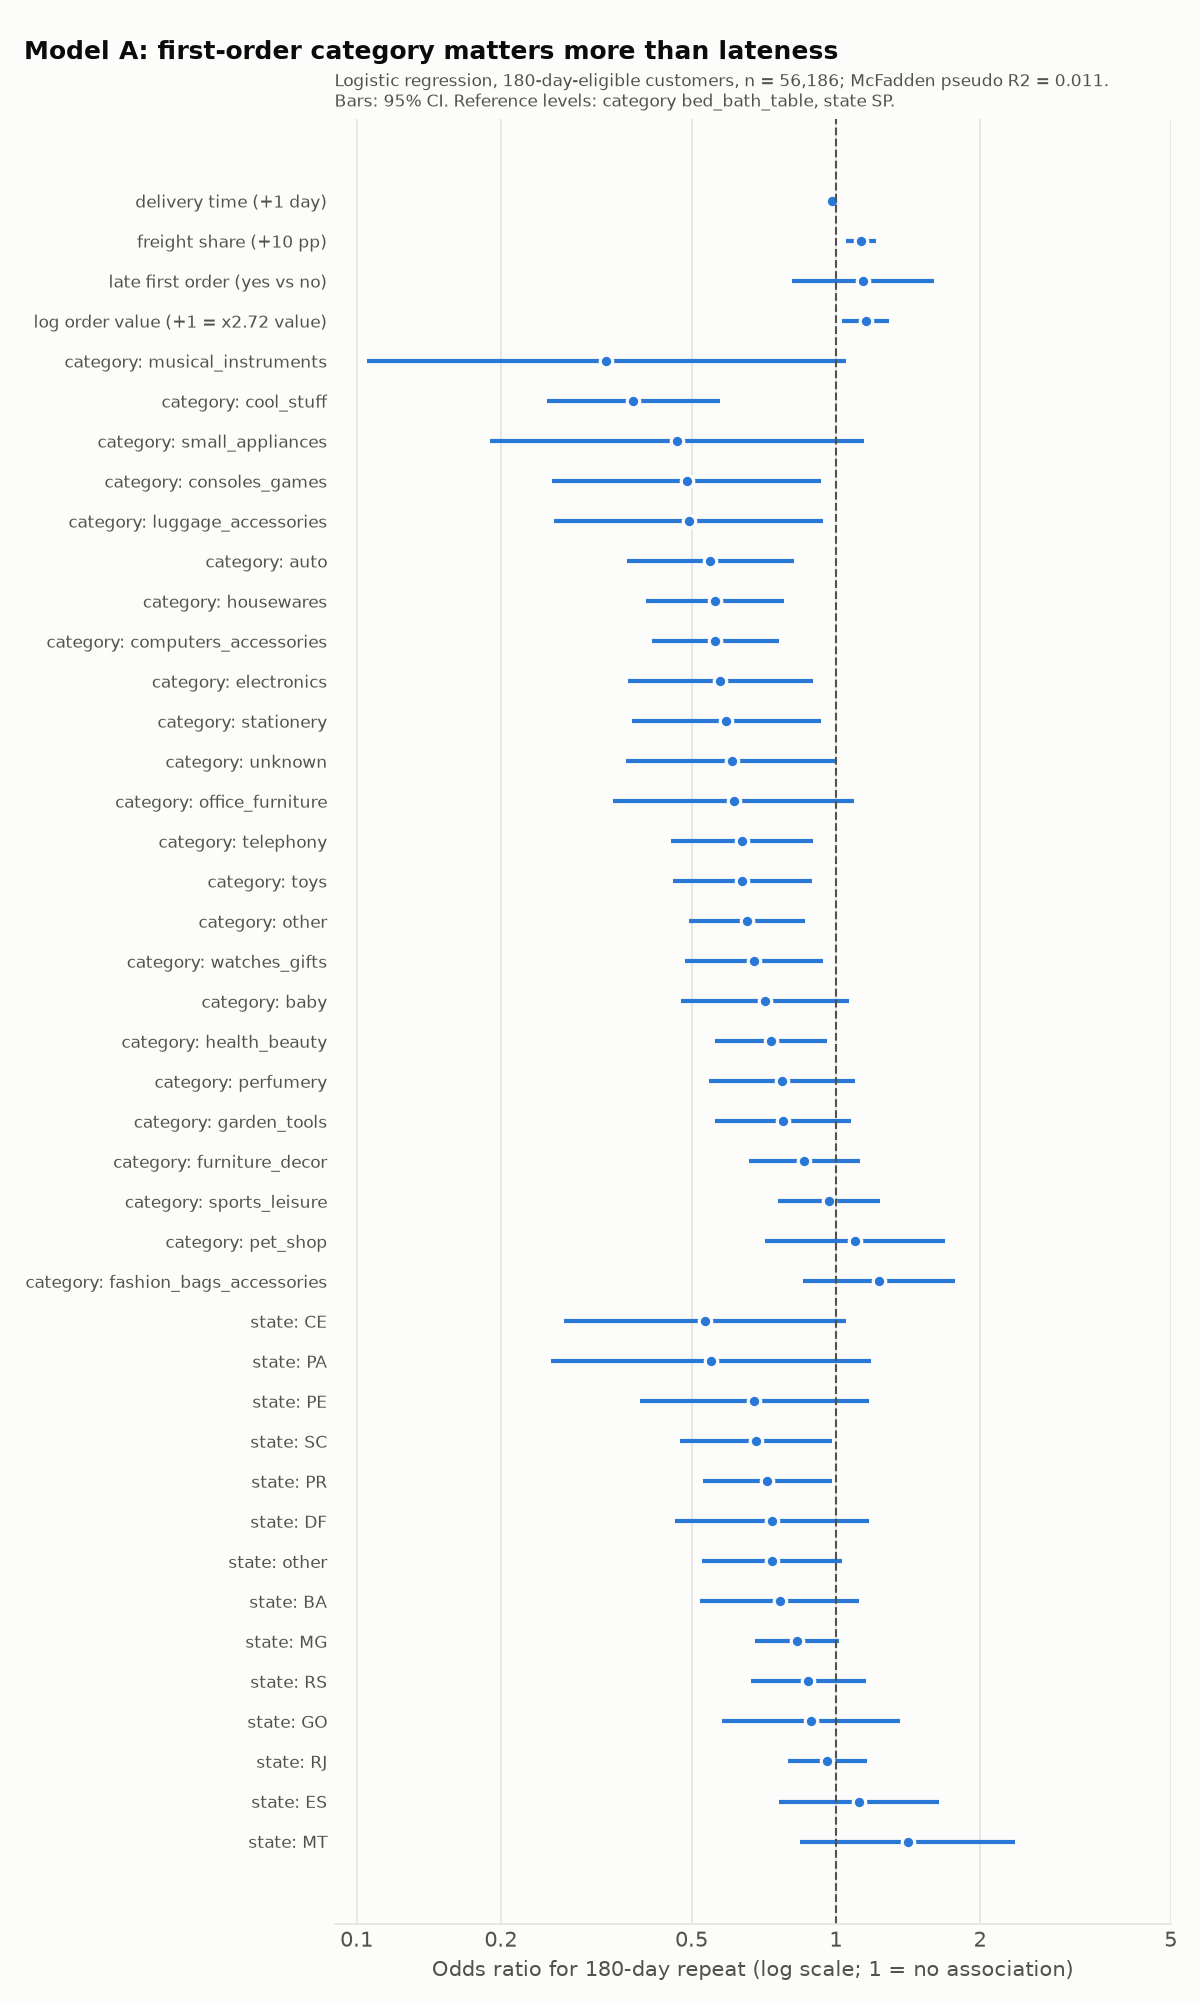 Model A: first-order category matters more than lateness
Logistic regression, 180-day-eligible customers, n = 56,186; McFadden pseudo R2 = 0.011.
Bars: 95% CI. Reference levels: category bed_bath_table, state SP.
delivery time (+1 day)
freight share (+10 pp)
late first order (yes vs no)
log order value (+1 = x2.72 value)
category: musical_instruments
category: cool_stuff
category: small_appliances
category: consoles_games
category: luggage_accessories
category: auto
category: housewares
category: computers_accessories
category: electronics
category: stationery
category: unknown
category: office_furniture
category: telephony
category: toys
category: other
category: watches_gifts
category: baby
category: health_beauty
category: perfumery
category: garden_tools
category: furniture_decor
category: sports_leisure
category: pet_shop
category: fashion_bags_accessories
state: CE
state: PA
state: PE
state: SC
state: PR
state: DF
state: other
state: BA
state: MG
state: RS
state: GO
state: RJ
state: ES
state: MT
0.1 0.2 0.5 1 2 5
Odds ratio for 180-day repeat (log scale; 1 = no association)